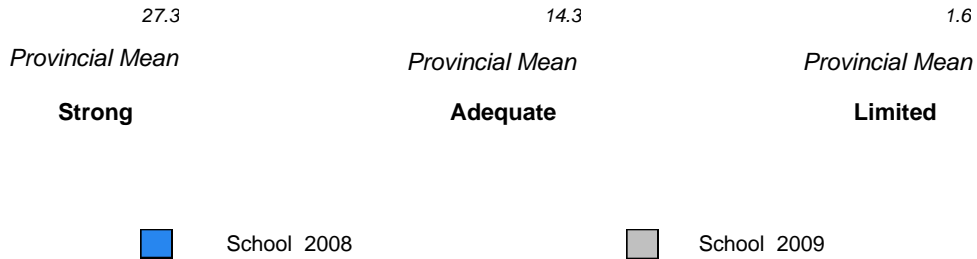 27.3 14.3 1.6
Provincial Mean Provincial Mean Provincial Mean
Strong Adequate Limited
School 2008 School 2009